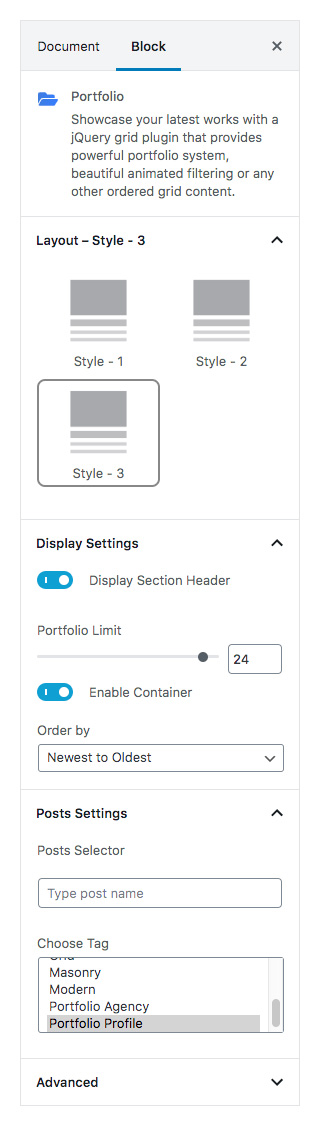 Document Block ×
Portfolio
Showcase your latest works with a
jQuery grid plugin that provides
powerful portfolio system,
beautiful animated filtering or any
other ordered grid content.
Layout – Style - 3
Style - 1 Style - 2
Style - 3
Display Settings
Display Section Header
Portfolio Limit
24
Enable Container
Order by
Newest to Oldest
Posts Settings
Posts Selector
Type post name
Choose Tag
Masonry
Modern
Portfolio Agency
Portfolio Profile
Advanced